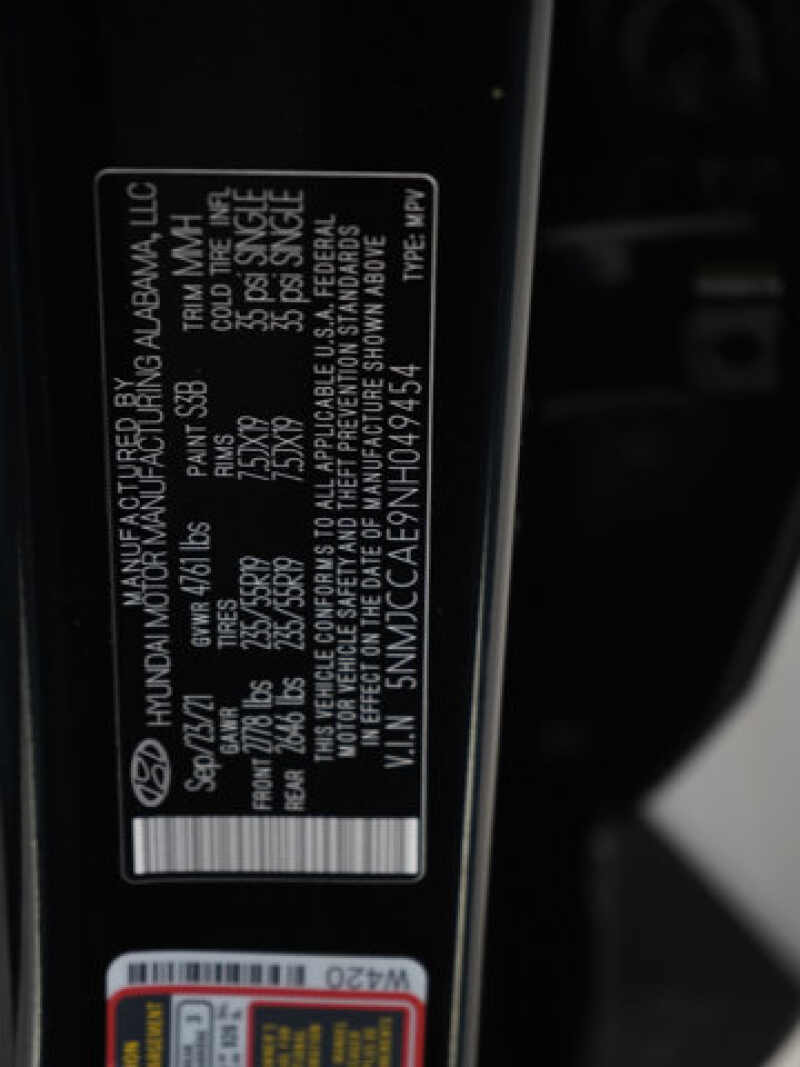 MANUFACTURED BY
HYUNDAI MOTOR MANUFACTURING ALABAMA, LLC
Sep/23/21 GVWR 4761 lbs PAINT S3B TRIM MMH
GAWR TIRES RIMS COLD TIRE INFL
FRONT 2778 lbs 235/55R19 7.5JX19 35 psi SINGLE
REAR 2646 lbs 235/55R19 7.5JX19 35 psi SINGLE
THIS VEHICLE CONFORMS TO ALL APPLICABLE U.S.A. FEDERAL
MOTOR VEHICLE SAFETY AND THEFT PREVENTION STANDARDS
IN EFFECT ON THE DATE OF MANUFACTURE SHOWN ABOVE
V.I.N 5NMJCCAE9NH049454 TYPE: MPV
W420